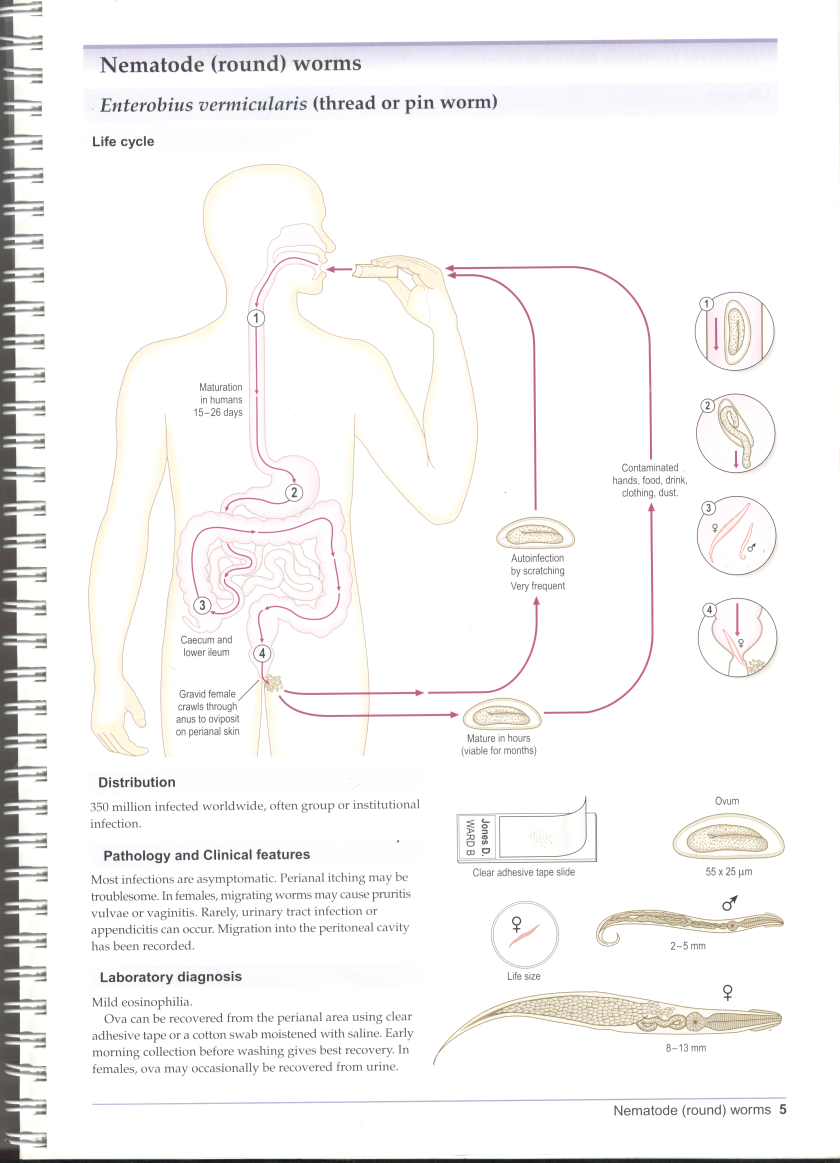 Nematode (round) worms
Enterobius vermicularis (thread or pin worm)
Life cycle
1
Maturation
in humans
15–26 days
2
3
Caecum and
lower ileum
4
Gravid female
crawls through
anus to oviposit
on perianal skin
Autoinfection
by scratching
Very frequent
Mature in hours
(viable for months)
Contaminated
hands, food, drink,
clothing, dust.
1
2
3
♀
♂
4
♀
Distribution
350 million infected worldwide, often group or institutional
infection.
Pathology and Clinical features
Most infections are asymptomatic. Perianal itching may be
troublesome. In females, migrating worms may cause pruritis
vulvae or vaginitis. Rarely, urinary tract infection or
appendicitis can occur. Migration into the peritoneal cavity
has been recorded.
Laboratory diagnosis
Mild eosinophilia.
Ova can be recovered from the perianal area using clear
adhesive tape or a cotton swab moistened with saline. Early
morning collection before washing gives best recovery. In
females, ova may occasionally be recovered from urine.
Jones D.
WARD B
Clear adhesive tape slide
Ovum
55 x 25 µm
♂
2–5 mm
♀
Life size
♀
8–13 mm
Nematode (round) worms 5